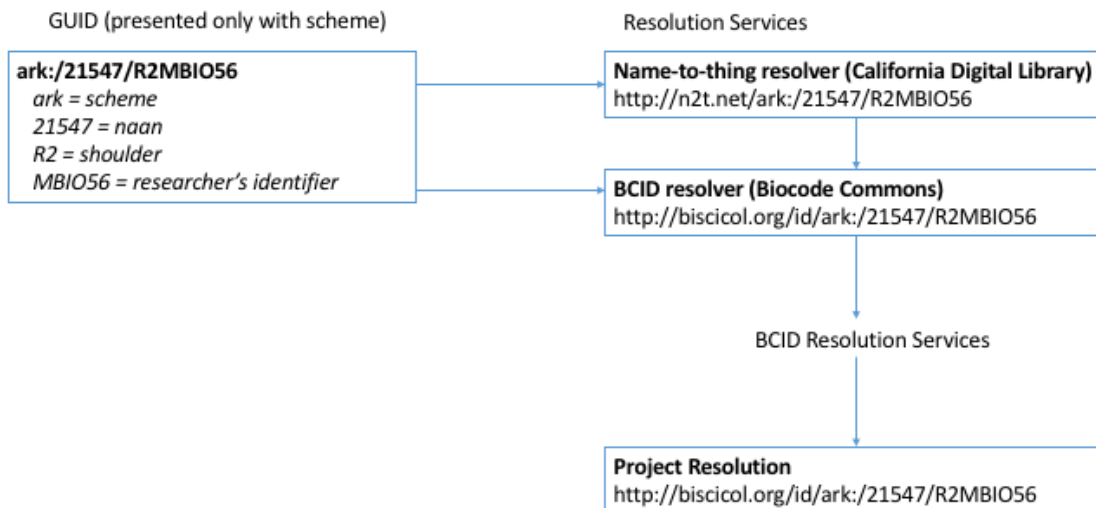 GUID (presented only with scheme)
Resolution Services
ark:/21547/R2MBIO56
ark = scheme
21547 = naan
R2 = shoulder
MBIO56 = researcher's identifier
Name-to-thing resolver (California Digital Library)
http://n2t.net/ark:/21547/R2MBIO56
BCID resolver (Biocode Commons)
http://biscicol.org/id/ark:/21547/R2MBIO56
BCID Resolution Services
Project Resolution
http://biscicol.org/id/ark:/21547/R2MBIO56